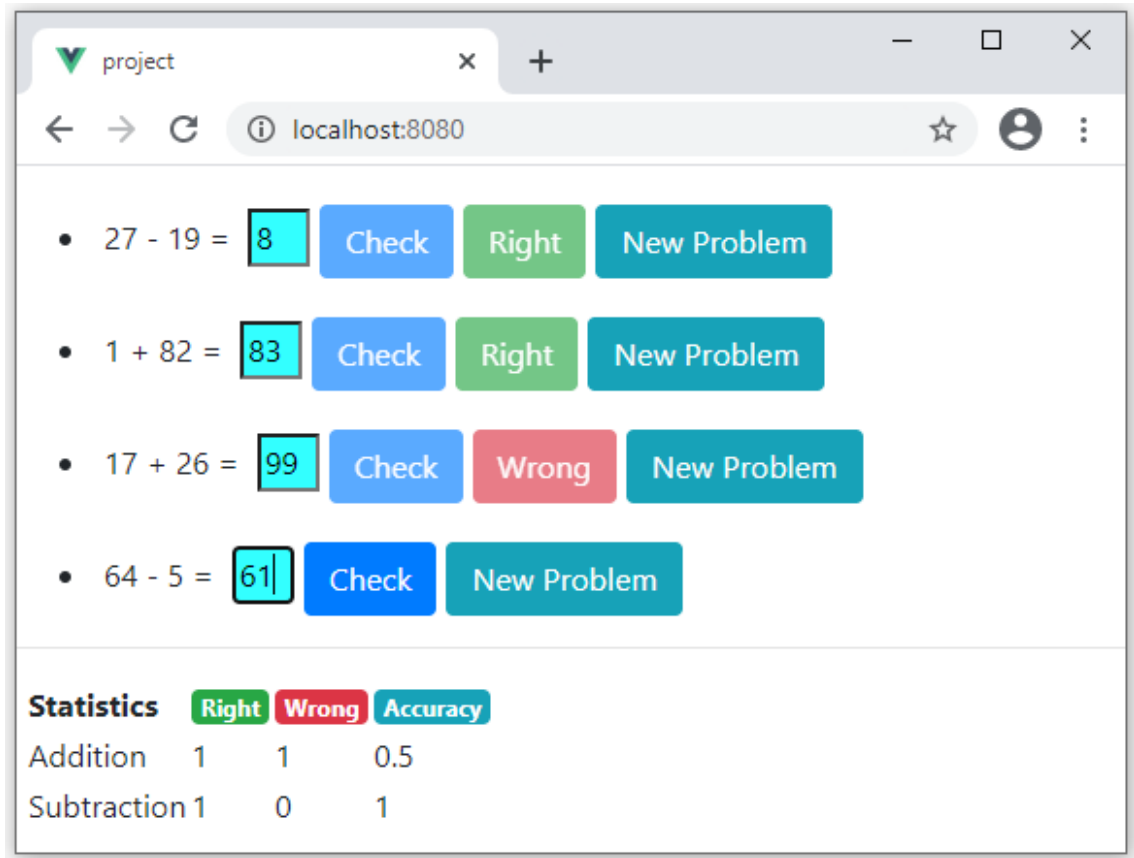 project
localhost:8080
27 - 19 = 8 Check Right New Problem
1 + 82 = 83 Check Right New Problem
17 + 26 = 99 Check Wrong New Problem
64 - 5 = 61 Check New Problem
Statistics Right Wrong Accuracy
Addition 1 1 0.5
Subtraction 1 0 1